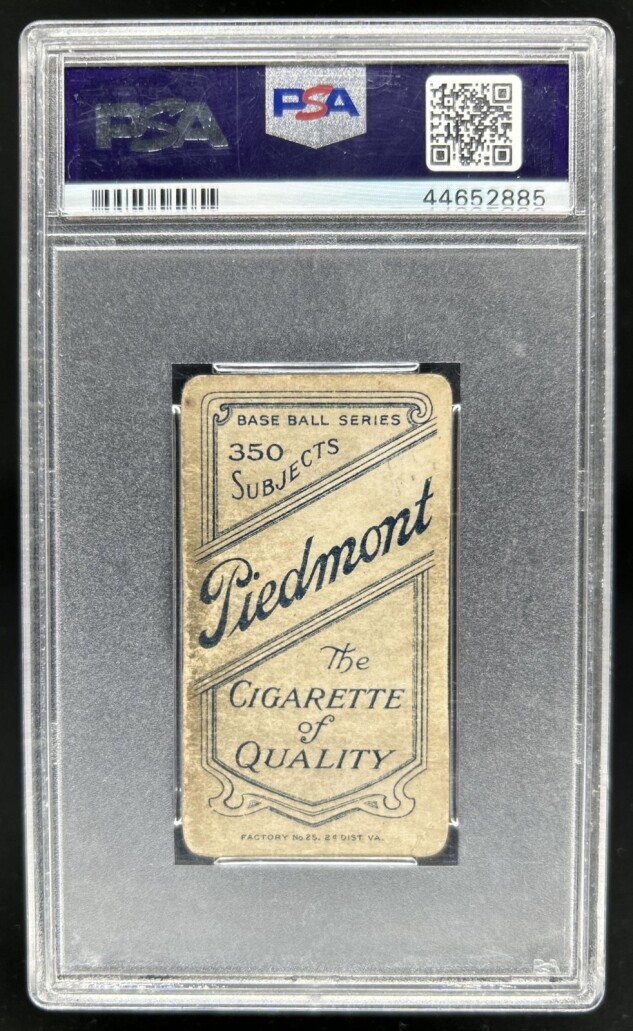 PSA
PSA
44652885
BASE BALL SERIES
350
SUBJECTS
Piedmont
The
CIGARETTE
of
QUALITY
FACTORY No 25, 2d DIST. VA.